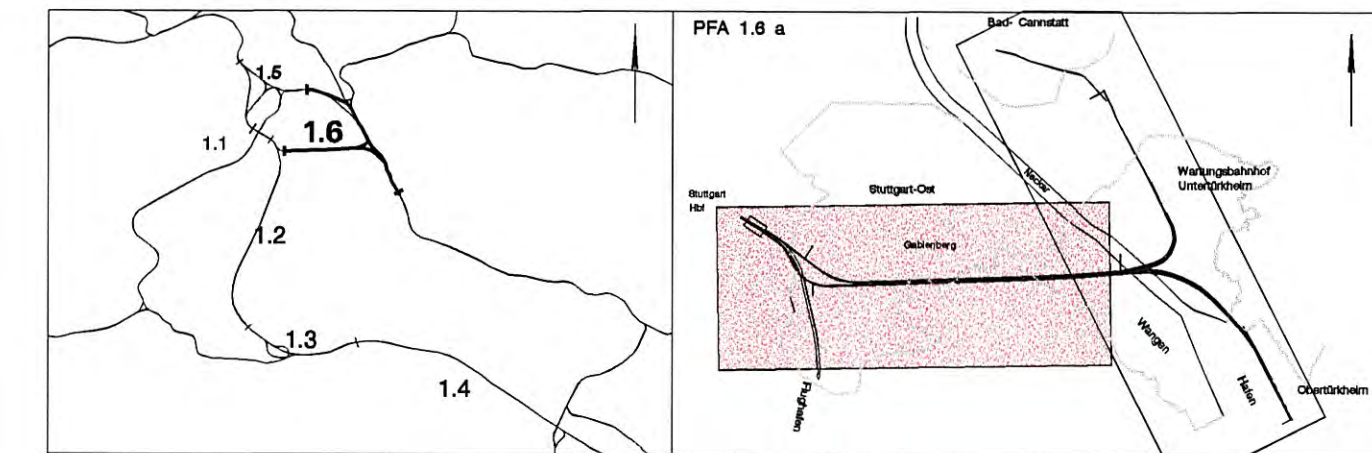 1.5
1.6
1.1
1.2
1.3
1.4
PFA 1.6 a
Bad- Cannstatt
Neckar
Wartungsbahnhof
Untertürkheim
Stuttgart-Ost
Stuttgart
Hbf
Gablenberg
Wangen
Hafen
Obertürkheim
Flughafen